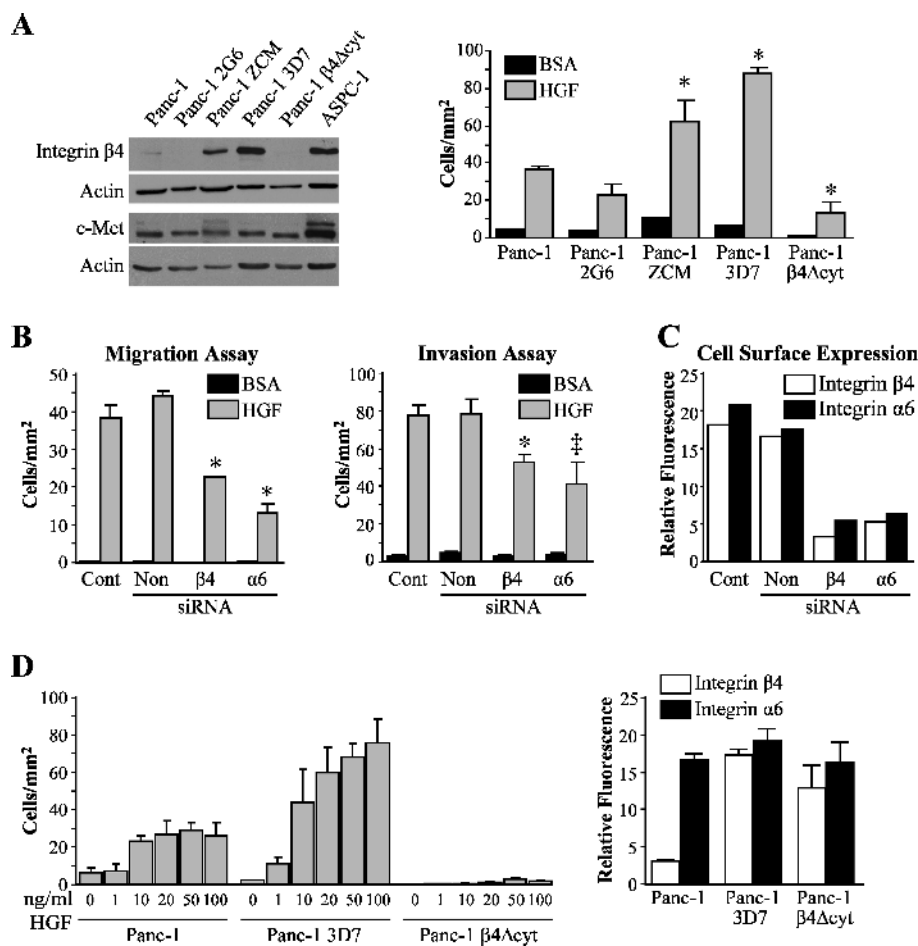 A
Panc-1
Panc-1 2G6
Panc-1 ZCM
Panc-1 3D7
Panc-1 β4Δcyt
ASPC-1
Integrin β4
Actin
c-Met
Actin
BSA
HGF
Cells/mm²
100
80
60
40
20
0
*
*
*
Panc-1
Panc-1 2G6
Panc-1 ZCM
Panc-1 3D7
Panc-1 β4Δcyt
B
Migration Assay
BSA
HGF
Cells/mm²
50
40
30
20
10
0
*
*
Cont
Non
β4
α6
siRNA
Invasion Assay
BSA
HGF
Cells/mm²
100
80
60
40
20
0
*
‡
Cont
Non
β4
α6
siRNA
C
Cell Surface Expression
Integrin β4
Integrin α6
Relative Fluorescence
25
20
15
10
5
0
Cont
Non
β4
α6
siRNA
D
Cells/mm²
100
80
60
40
20
0
ng/ml
0 1 10 20 50 100
0 1 10 20 50 100
0 1 10 20 50 100
HGF
Panc-1
Panc-1 3D7
Panc-1 β4Δcyt
Integrin β4
Integrin α6
Relative Fluorescence
25
20
15
10
5
0
Panc-1
Panc-1 3D7
Panc-1 β4Δcyt